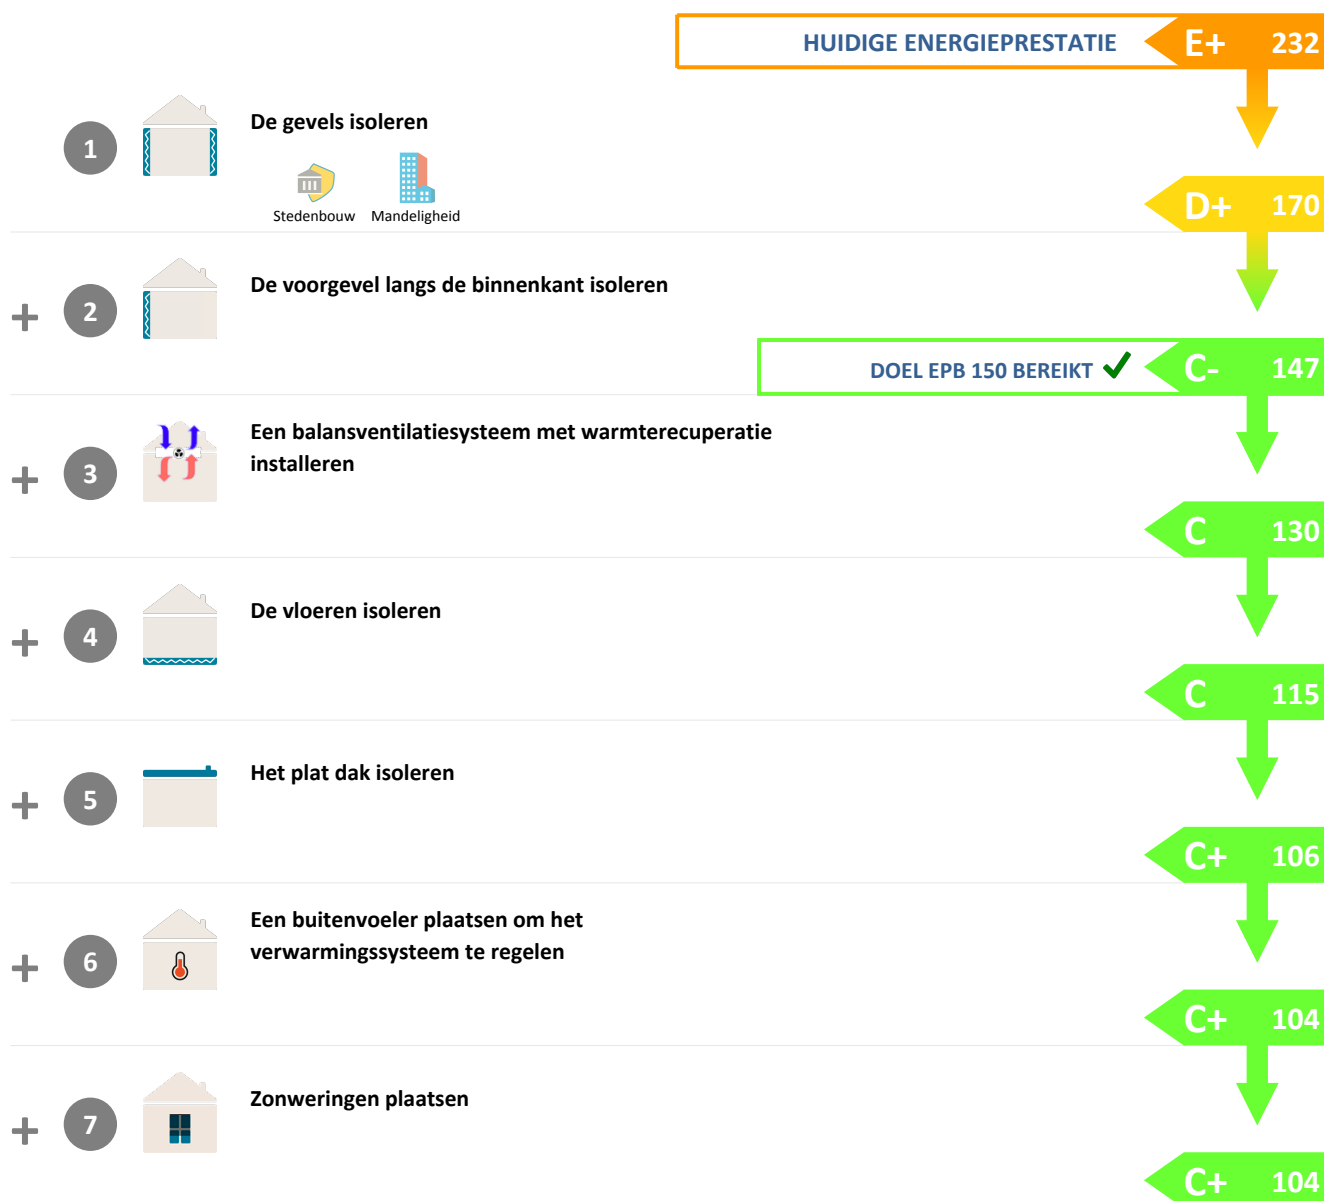 HUIDIGE ENERGIEPRESTATIE E+ 232
1 De gevels isoleren
Stedenbouw Mandeligheid
D+ 170
+ 2 De voorgevel langs de binnenkant isoleren
DOEL EPB 150 BEREIKT ✓ C- 147
+ 3 Een balansventilatiesysteem met warmterecuperatie
installeren
C 130
+ 4 De vloeren isoleren
C 115
+ 5 Het plat dak isoleren
C+ 106
+ 6 Een buitenvoeler plaatsen om het
verwarmingssysteem te regelen
C+ 104
+ 7 Zonweringen plaatsen
C+ 104